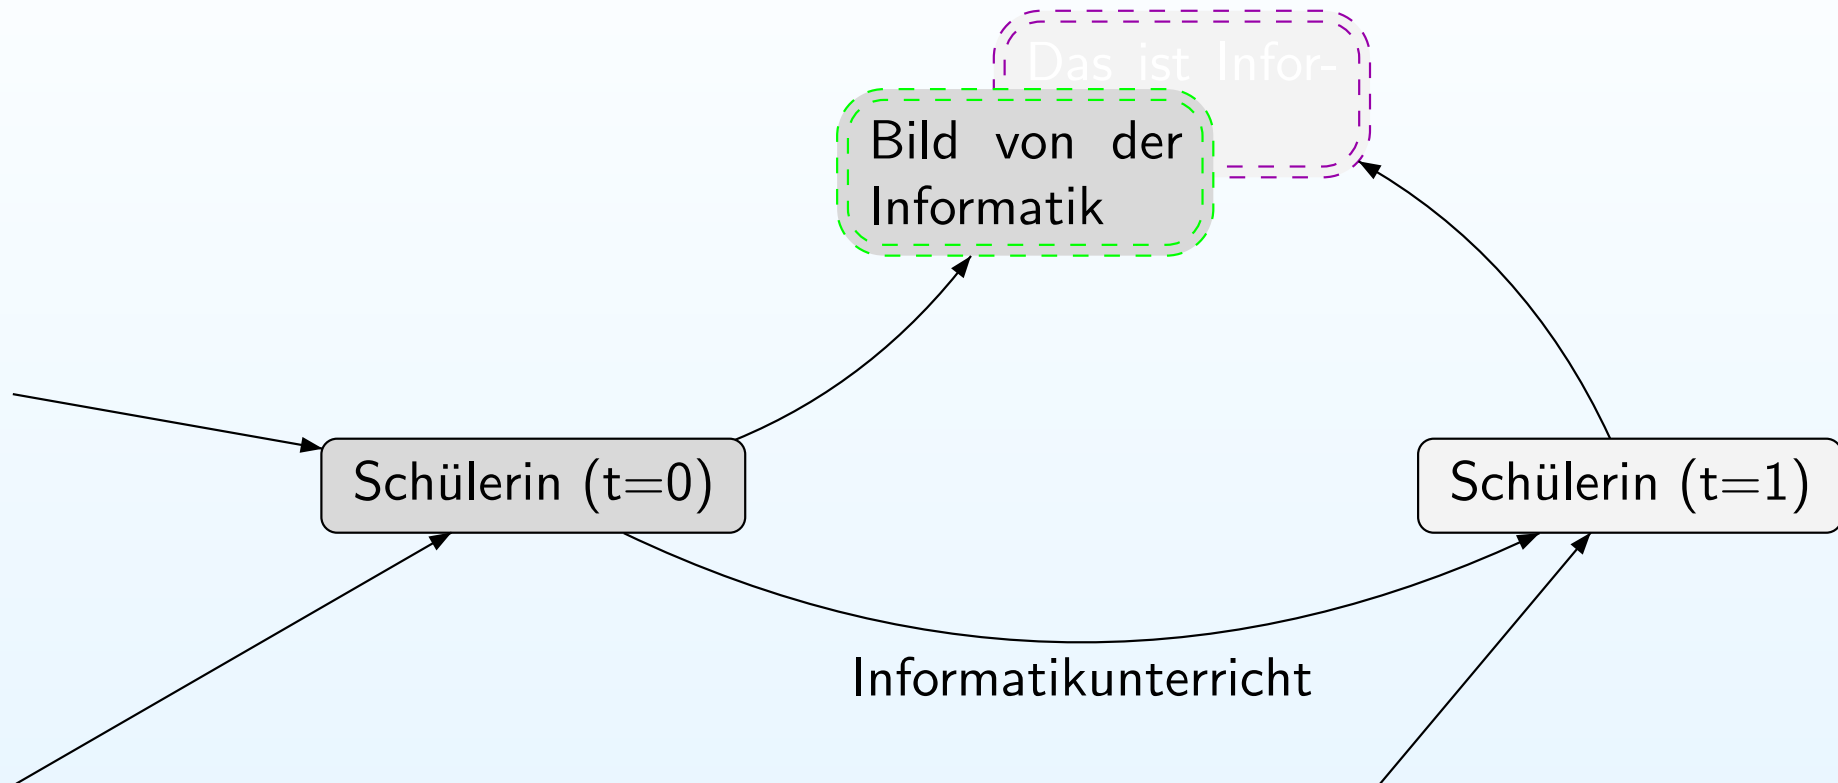 Das ist Infor-
Bild von der
Informatik
Schülerin (t=0)
Schülerin (t=1)
Informatikunterricht